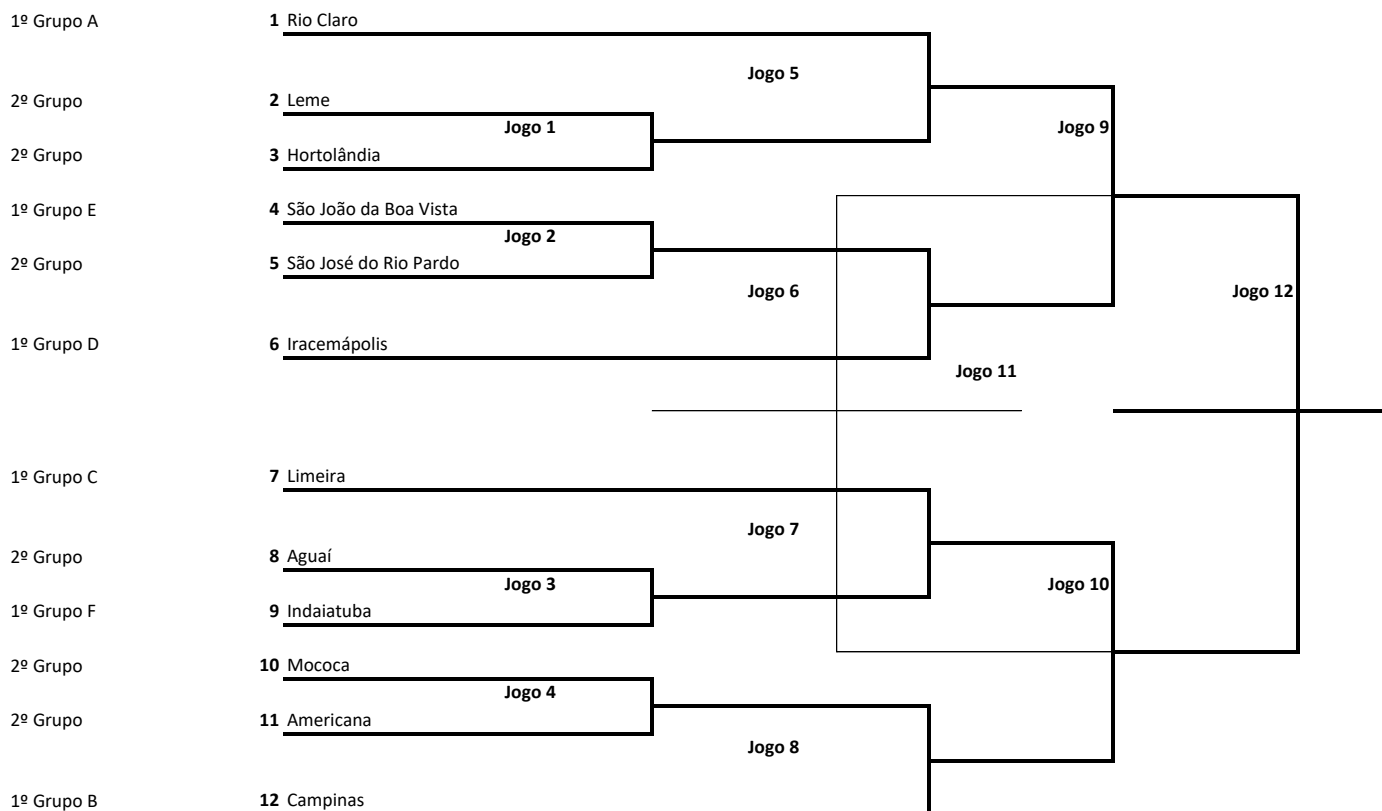 1º Grupo A 1 Rio Claro
Jogo 5
2º Grupo 2 Leme
Jogo 1 Jogo 9
2º Grupo 3 Hortolândia
1º Grupo E 4 São João da Boa Vista
Jogo 2
2º Grupo 5 São José do Rio Pardo
Jogo 6 Jogo 12
1º Grupo D 6 Iracemápolis
Jogo 11
1º Grupo C 7 Limeira
Jogo 7
2º Grupo 8 Aguaí
Jogo 3 Jogo 10
1º Grupo F 9 Indaiatuba
2º Grupo 10 Mococa
Jogo 4
2º Grupo 11 Americana
Jogo 8
1º Grupo B 12 Campinas